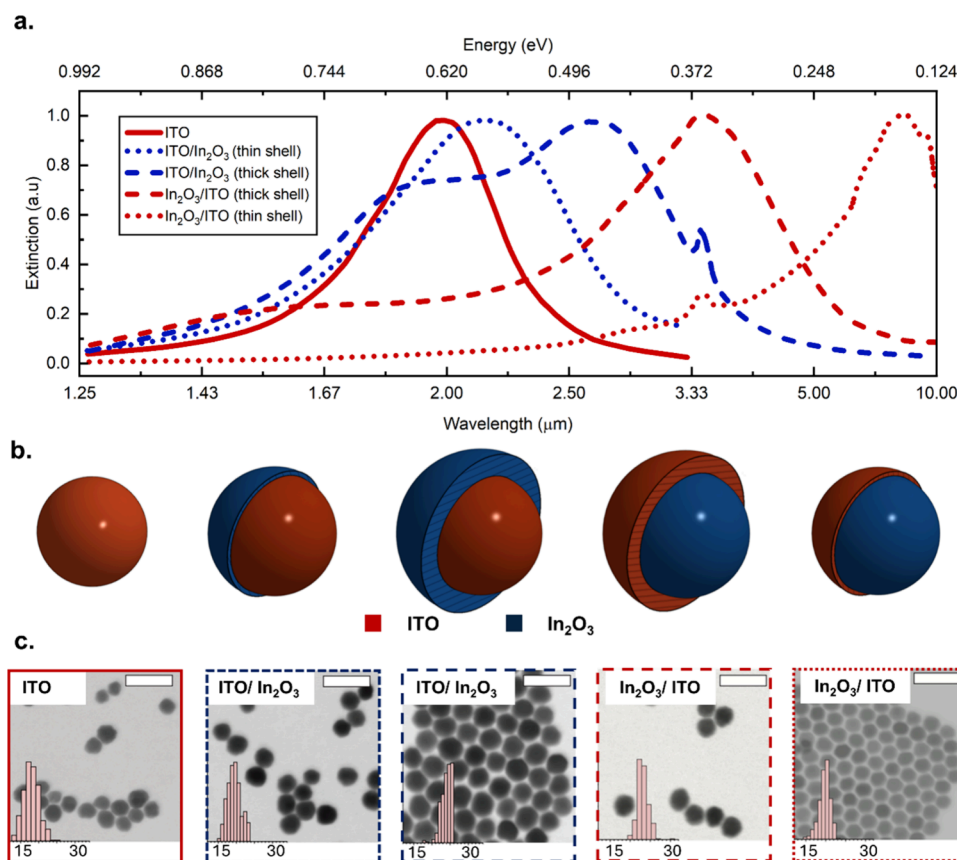 a.
Energy (eV)
0.992 0.868 0.744 0.620 0.496 0.372 0.248 0.124
Extinction (a.u)
1.0
0.8
0.6
0.4
0.2
0.0
ITO
ITO/In₂O₃ (thin shell)
ITO/In₂O₃ (thick shell)
In₂O₃/ITO (thick shell)
In₂O₃/ITO (thin shell)
1.25 1.43 1.67 2.00 2.50 3.33 5.00 10.00
Wavelength (μm)
b.
ITO In₂O₃
c.
ITO ITO/ In₂O₃ ITO/ In₂O₃ In₂O₃/ ITO In₂O₃/ ITO
15 30 15 30 15 30 15 30 15 30